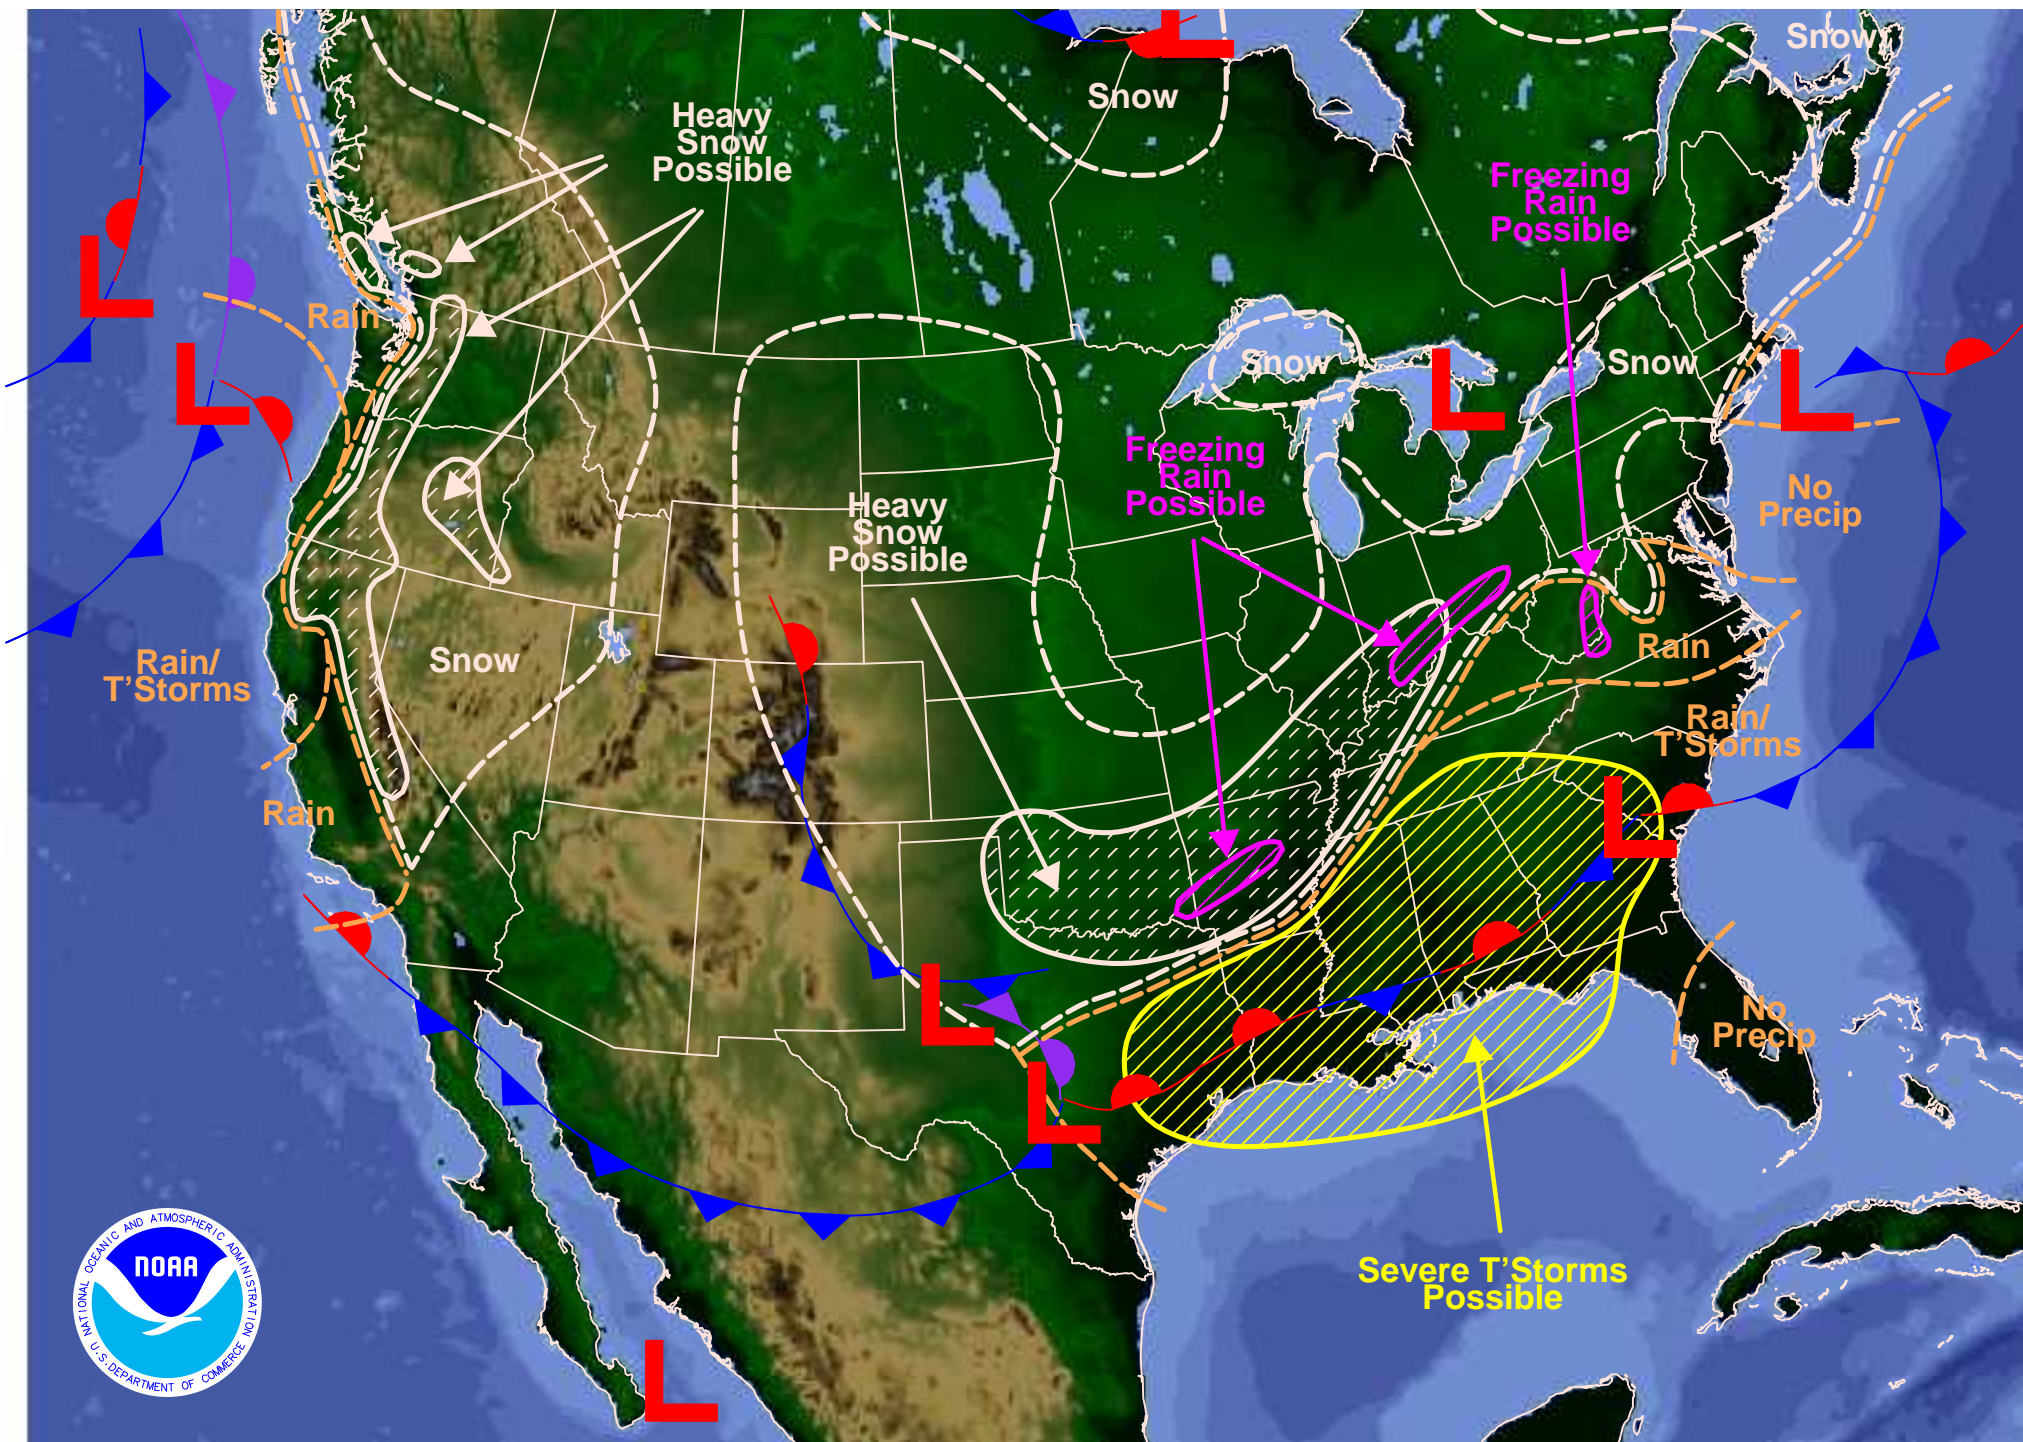 Snow
Snow
Heavy
Snow
Possible
Freezing
Rain
Possible
Rain
Snow
Snow
Freezing
Rain
Possible
No
Precip
Heavy
Snow
Possible
Rain/
T'Storms
Snow
Rain
Rain/
T'Storms
Rain
No
Precip
Severe T'Storms
Possible
L
L
L
L
L
L
L
L
L
NATIONAL OCEANIC AND ATMOSPHERIC ADMINISTRATION
NOAA
U.S. DEPARTMENT OF COMMERCE